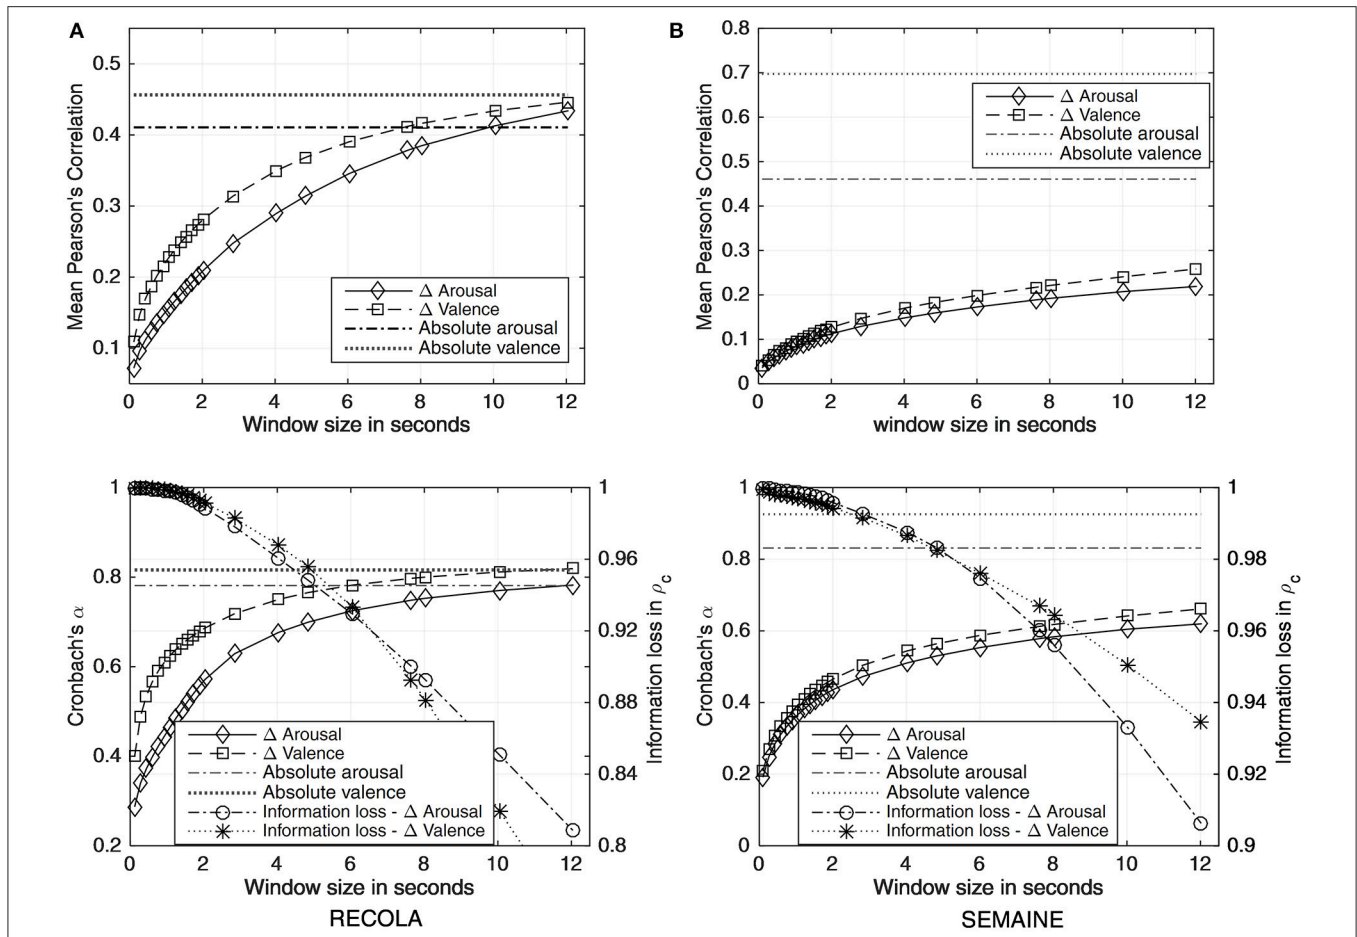 A
Mean Pearson's Correlation
0.5
0.4
0.3
0.2
0.1
0 2 4 6 8 10 12
Window size in seconds
Δ Arousal
Δ Valence
Absolute arousal
Absolute valence
B
Mean Pearson's Correlation
0.8
0.7
0.6
0.5
0.4
0.3
0.2
0.1
0
0 2 4 6 8 10 12
window size in seconds
Δ Arousal
Δ Valence
Absolute arousal
Absolute valence
Cronbach's α
1
0.8
0.6
0.4
0.2
0 2 4 6 8 10 12
Window size in seconds
1
0.96
0.92
0.88
0.84
0.8
Information loss in ρc
Δ Arousal
Δ Valence
Absolute arousal
Absolute valence
Information loss - Δ Arousal
Information loss - Δ Valence
RECOLA
Cronbach's α
1
0.8
0.6
0.4
0.2
0
0 2 4 6 8 10 12
Window size in seconds
1
0.98
0.96
0.94
0.92
0.9
Information loss in ρc
Δ Arousal
Δ Valence
Absolute arousal
Absolute valence
Information loss - Δ Arousal
Information loss - Δ Valence
SEMAINE